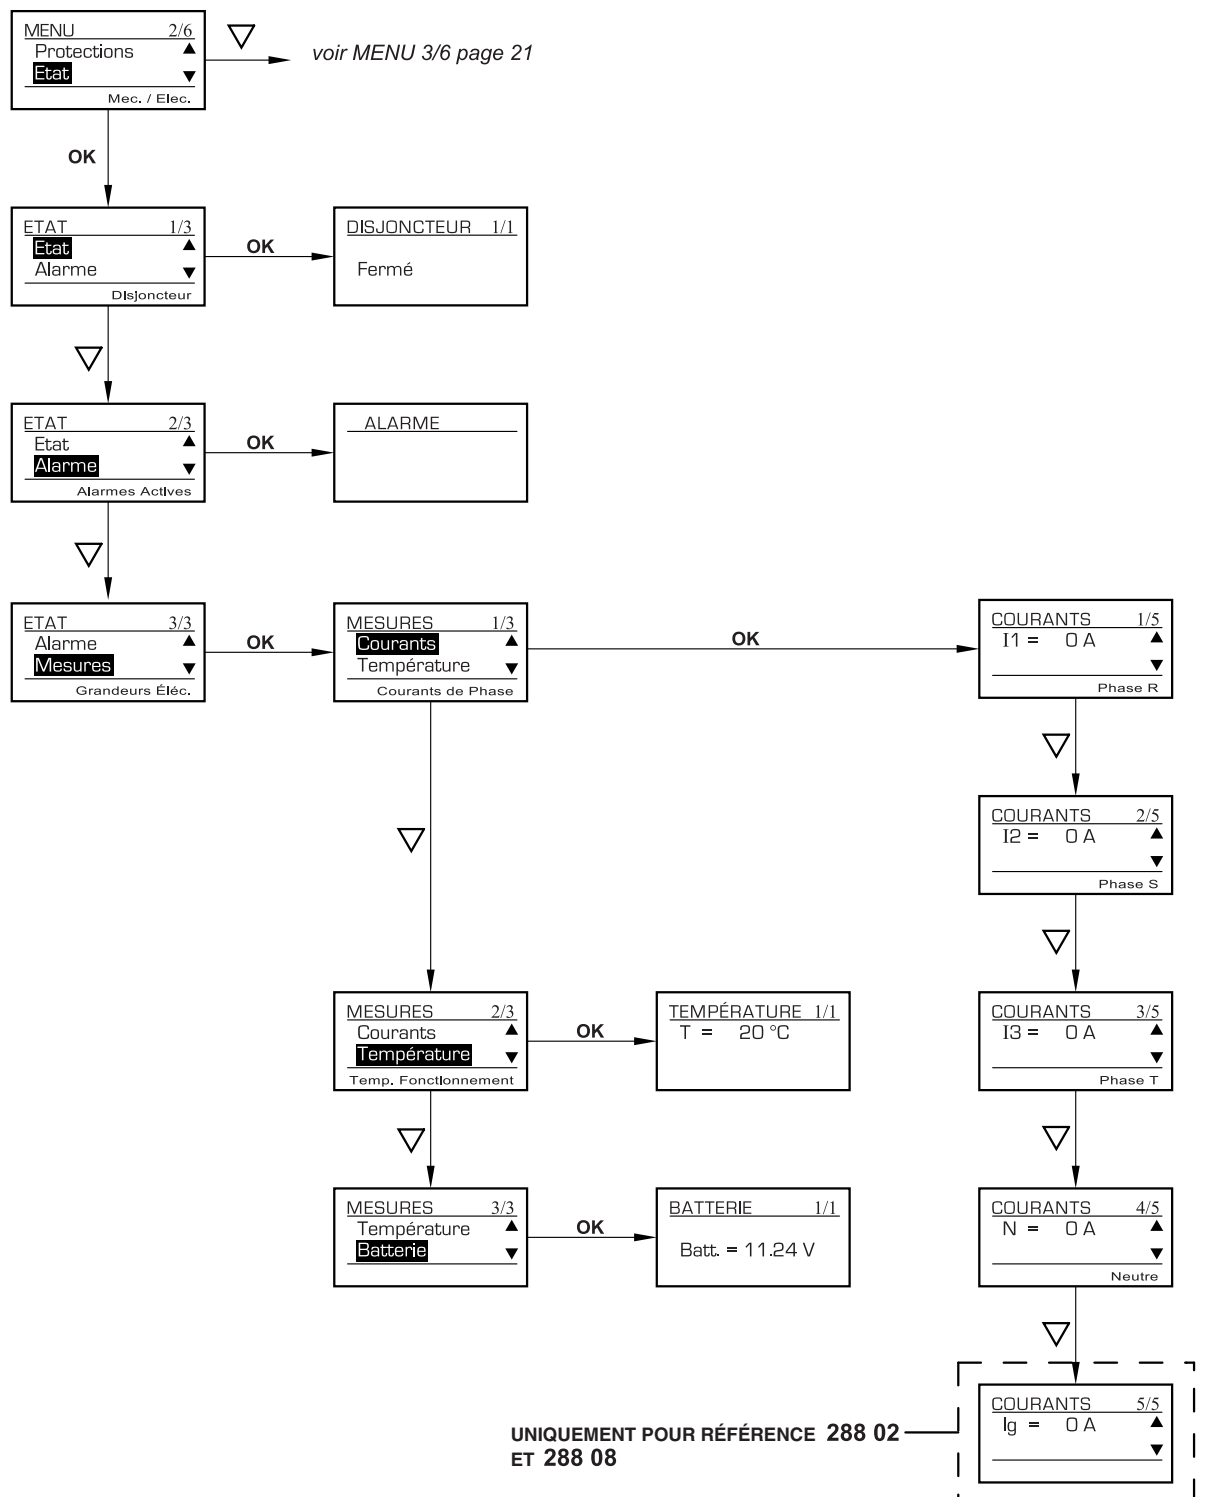 MENU 2/6
Protections
Etat
Mec. / Elec.
voir MENU 3/6 page 21
OK
ETAT 1/3
Etat
Alarme
Disjoncteur
OK
DISJONCTEUR 1/1
Fermé
ETAT 2/3
Etat
Alarme
Alarmes Actives
OK
ALARME
ETAT 3/3
Alarme
Mesures
Grandeurs Éléc.
OK
MESURES 1/3
Courants
Température
Courants de Phase
OK
COURANTS 1/5
I1 = 0 A
Phase R
COURANTS 2/5
I2 = 0 A
Phase S
MESURES 2/3
Courants
Température
Temp. Fonctionnement
OK
TEMPÉRATURE 1/1
T = 20 °C
COURANTS 3/5
I3 = 0 A
Phase T
MESURES 3/3
Température
Batterie
OK
BATTERIE 1/1
Batt. = 11.24 V
COURANTS 4/5
N = 0 A
Neutre
COURANTS 5/5
Ig = 0 A
UNIQUEMENT POUR RÉFÉRENCE 288 02
ET 288 08